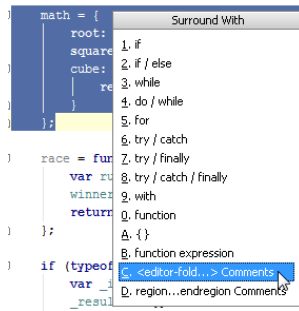 math = {
Surround With
root:
square
cube:
re
}
};
1. if
2. if / else
3. while
4. do / while
5. for
6. try / catch
7. try / finally
8. try / catch / finally
9. with
0. function
A. { }
B. function expression
C. <editor-fold...> Comments
D. region...endregion Comments
race = fun
var ru
winner
return
};
if (typeof
var _i
_resul